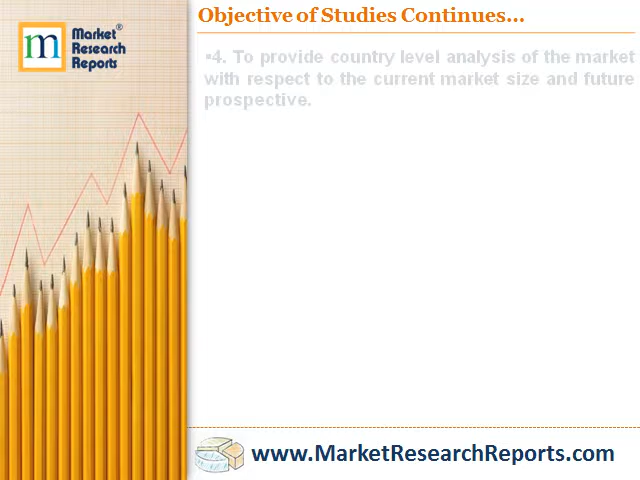 Objective of Studies Continues...
m
Market®
Research
Reports
•4. To provide country level analysis of the market
with respect to the current market size and future
prospective.
www.MarketResearchReports.com